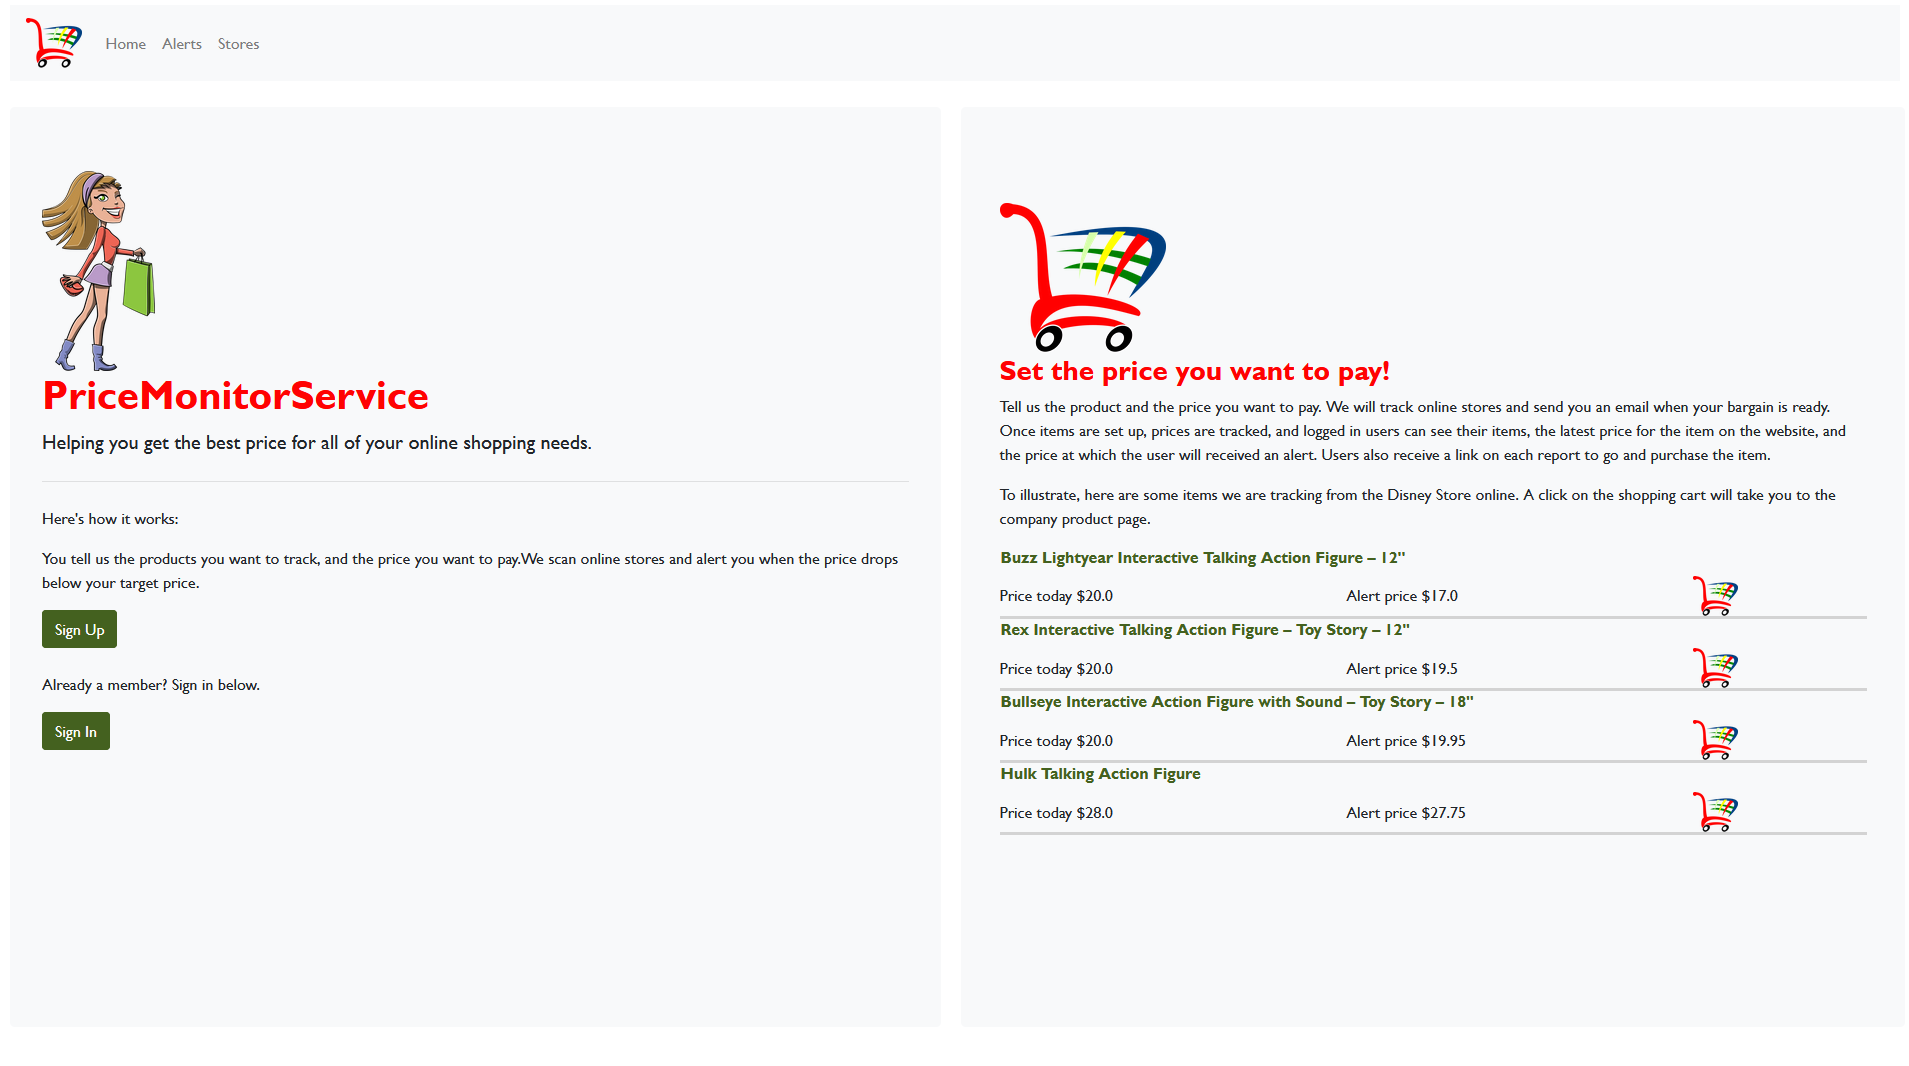 Home Alerts Stores
PriceMonitorService
Helping you get the best price for all of your online shopping needs.
Here's how it works:
You tell us the products you want to track, and the price you want to pay.We scan online stores and alert you when the price drops
below your target price.
Sign Up
Already a member? Sign in below.
Sign In
Set the price you want to pay!
Tell us the product and the price you want to pay. We will track online stores and send you an email when your bargain is ready.
Once items are set up, prices are tracked, and logged in users can see their items, the latest price for the item on the website, and
the price at which the user will received an alert. Users also receive a link on each report to go and purchase the item.
To illustrate, here are some items we are tracking from the Disney Store online. A click on the shopping cart will take you to the
company product page.
Buzz Lightyear Interactive Talking Action Figure – 12''
Price today $20.0 Alert price $17.0
Rex Interactive Talking Action Figure – Toy Story – 12''
Price today $20.0 Alert price $19.5
Bullseye Interactive Action Figure with Sound – Toy Story – 18''
Price today $20.0 Alert price $19.95
Hulk Talking Action Figure
Price today $28.0 Alert price $27.75